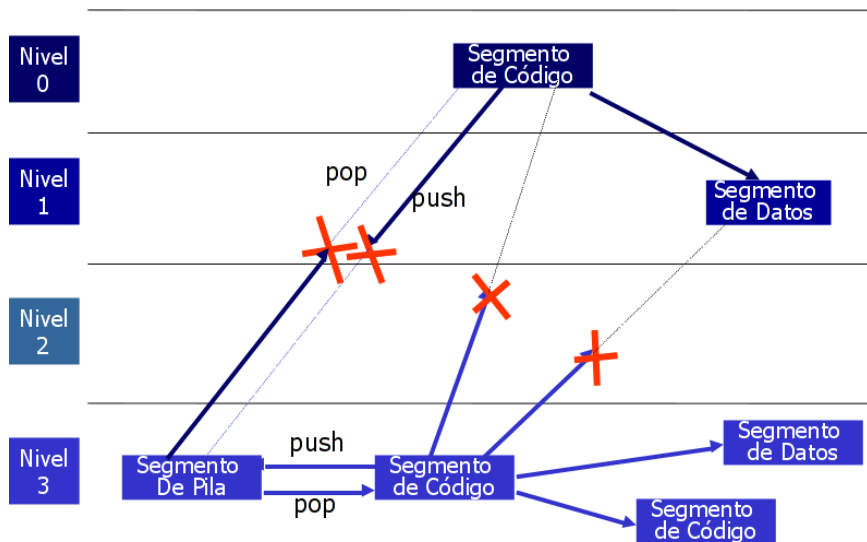 Nivel
0
Segmento
de Código
Nivel
1
pop
push
Segmento
de Datos
Nivel
2
Nivel
3
Segmento
De Pila
push
pop
Segmento
de Código
Segmento
de Datos
Segmento
de Código